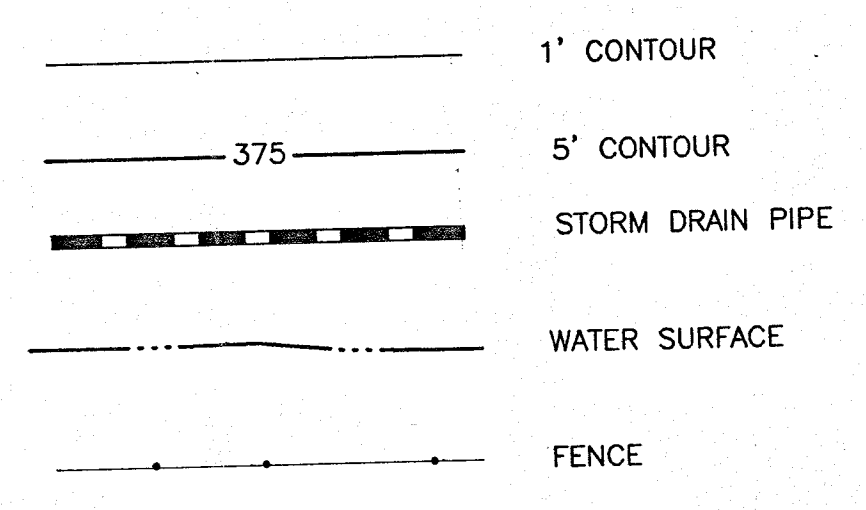 1' CONTOUR
375 5' CONTOUR
STORM DRAIN PIPE
WATER SURFACE
FENCE